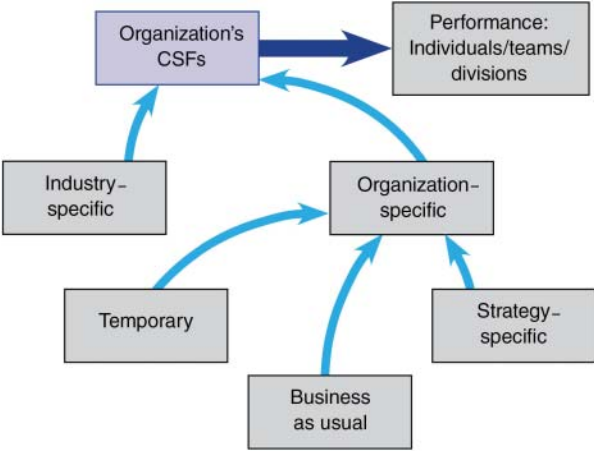 Organization's
CSFs
Performance:
Individuals/teams/
divisions
Industry–
specific
Organization–
specific
Temporary
Strategy–
specific
Business
as usual